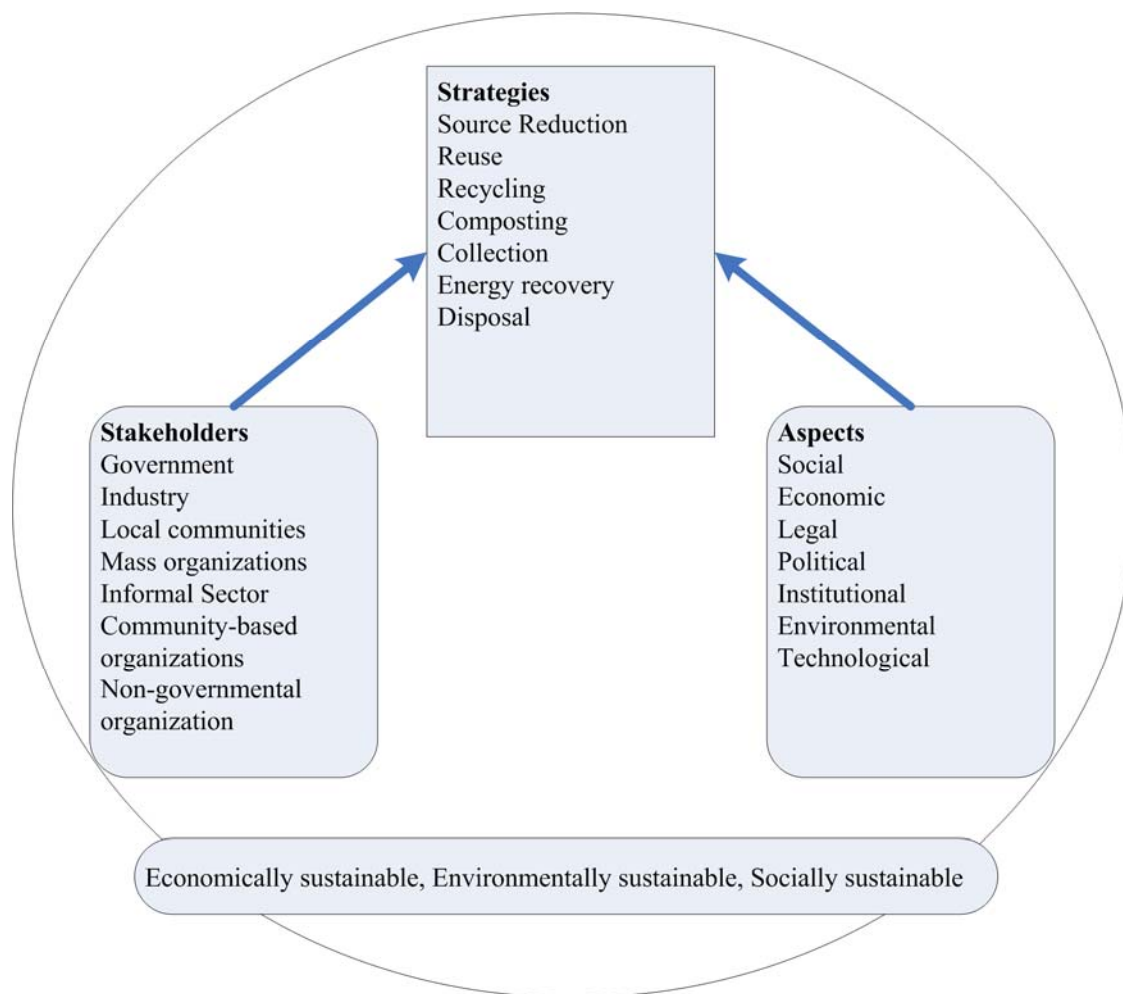 Strategies
Source Reduction
Reuse
Recycling
Composting
Collection
Energy recovery
Disposal
Stakeholders
Government
Industry
Local communities
Mass organizations
Informal Sector
Community-based
organizations
Non-governmental
organization
Aspects
Social
Economic
Legal
Political
Institutional
Environmental
Technological
Economically sustainable, Environmentally sustainable, Socially sustainable